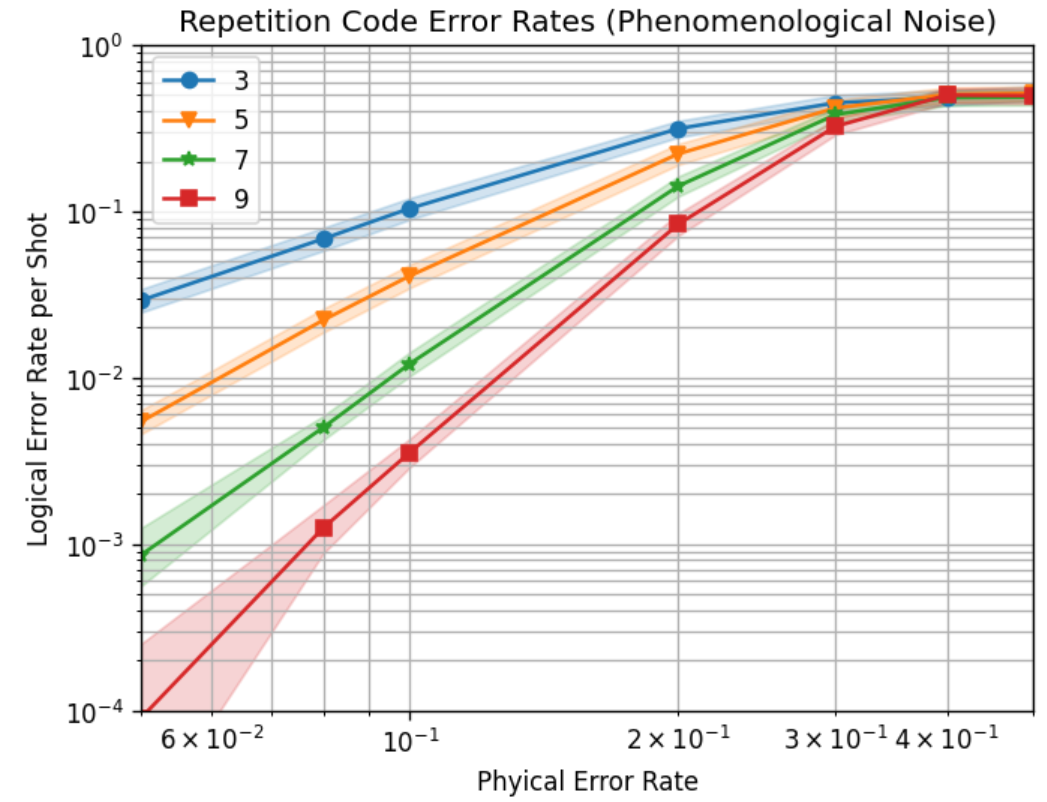 Repetition Code Error Rates (Phenomenological Noise)
10⁰
3
5
7
9
10⁻¹
10⁻²
10⁻³
10⁻⁴
Logical Error Rate per Shot
6 × 10⁻²
10⁻¹
2 × 10⁻¹
3 × 10⁻¹
4 × 10⁻¹
Phyical Error Rate